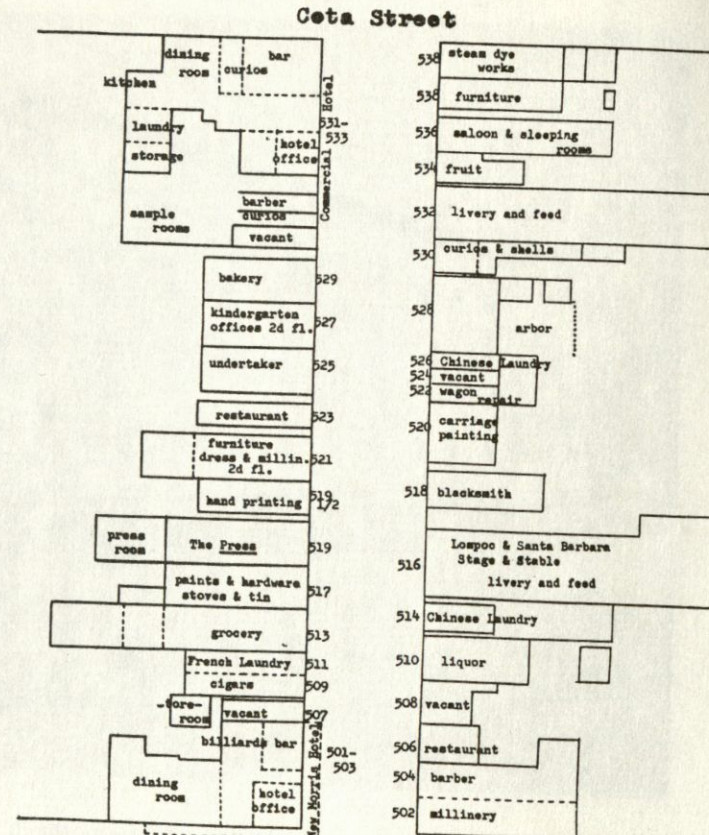 Cota Street
dining
room
bar
curios
kitchen
laundry
storage
hotel
office
Commercial Hotel
531-
533
barber
curios
vacant
sample
rooms
bakery
529
kindergarten
offices 2d fl.
527
undertaker
525
restaurant
523
furniture
dress & millin.
2d fl.
521
hand printing
519
1/2
press
room
The Press
519
paints & hardware
stoves & tin
517
grocery
513
French Laundry
511
cigars
509
-tore-
room
vacant
507
billiards bar
501-
503
dining
room
hotel
office
New Morris Hotel
538
steam dye
works
538
furniture
536
saloon & sleeping
rooms
534
fruit
532
livery and feed
530
curios & shells
528
arbor
526
Chinese Laundry
524
vacant
522
wagon
repair
520
carriage
painting
518
blacksmith
516
Lompoc & Santa Barbara
Stage & Stable
livery and feed
514
Chinese Laundry
510
liquor
508
vacant
506
restaurant
504
barber
502
millinery